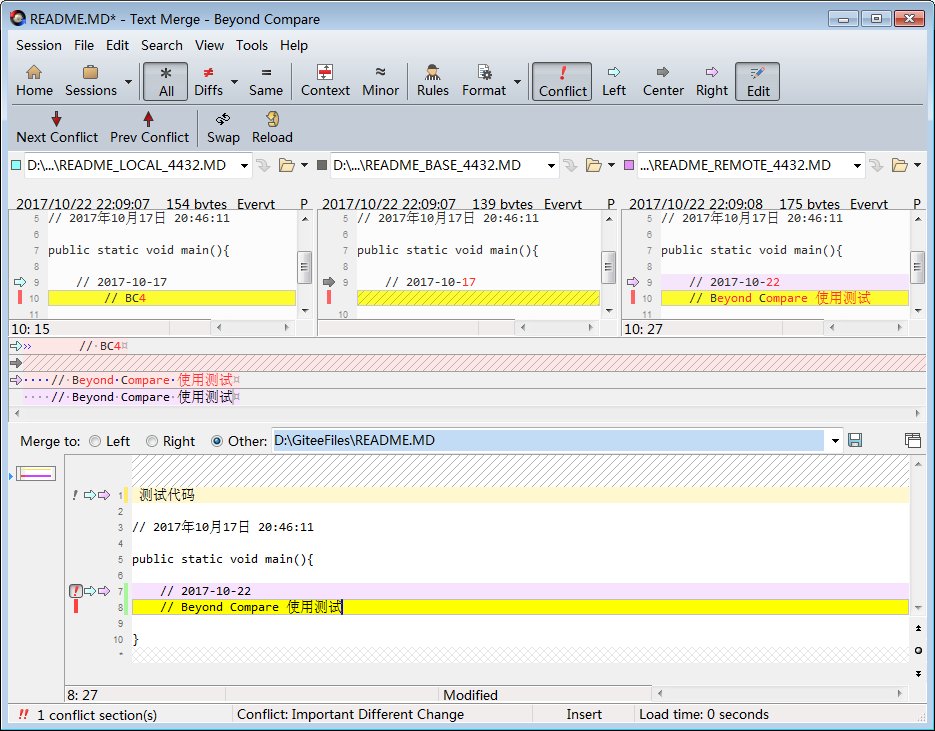 README.MD* - Text Merge - Beyond Compare
Session File Edit Search View Tools Help
Home Sessions All Diffs Same Context Minor Rules Format Conflict Left Center Right Edit
Next Conflict Prev Conflict Swap Reload
D:\...\README_LOCAL_4432.MD D:\...\README_BASE_4432.MD ...\README_REMOTE_4432.MD
2017/10/22 22:09:07 154 bytes Everyt P 2017/10/22 22:09:07 139 bytes Everyt P 2017/10/22 22:09:08 175 bytes Everyt P
5 // 2017年10月17日 20:46:11 5 // 2017年10月17日 20:46:11 5 // 2017年10月17日 20:46:11
6 6 6
7 public static void main(){ 7 public static void main(){ 7 public static void main(){
8 8 8
9 // 2017-10-17 9 // 2017-10-17 9 // 2017-10-22
10 // BC4 10 // Beyond Compare 使用测试
11 10 11
10: 15 10: 27
//·BC4¤
····//·Beyond·Compare·使用测试¤
····//·Beyond·Compare·使用测试¤
Merge to: Left Right Other: D:\GiteeFiles\README.MD
! 1 测试代码
2
3 // 2017年10月17日 20:46:11
4
5 public static void main(){
6
! 7 // 2017-10-22
8 // Beyond Compare 使用测试
9
10 }
8: 27 Modified
!! 1 conflict section(s) Conflict: Important Different Change Insert Load time: 0 seconds